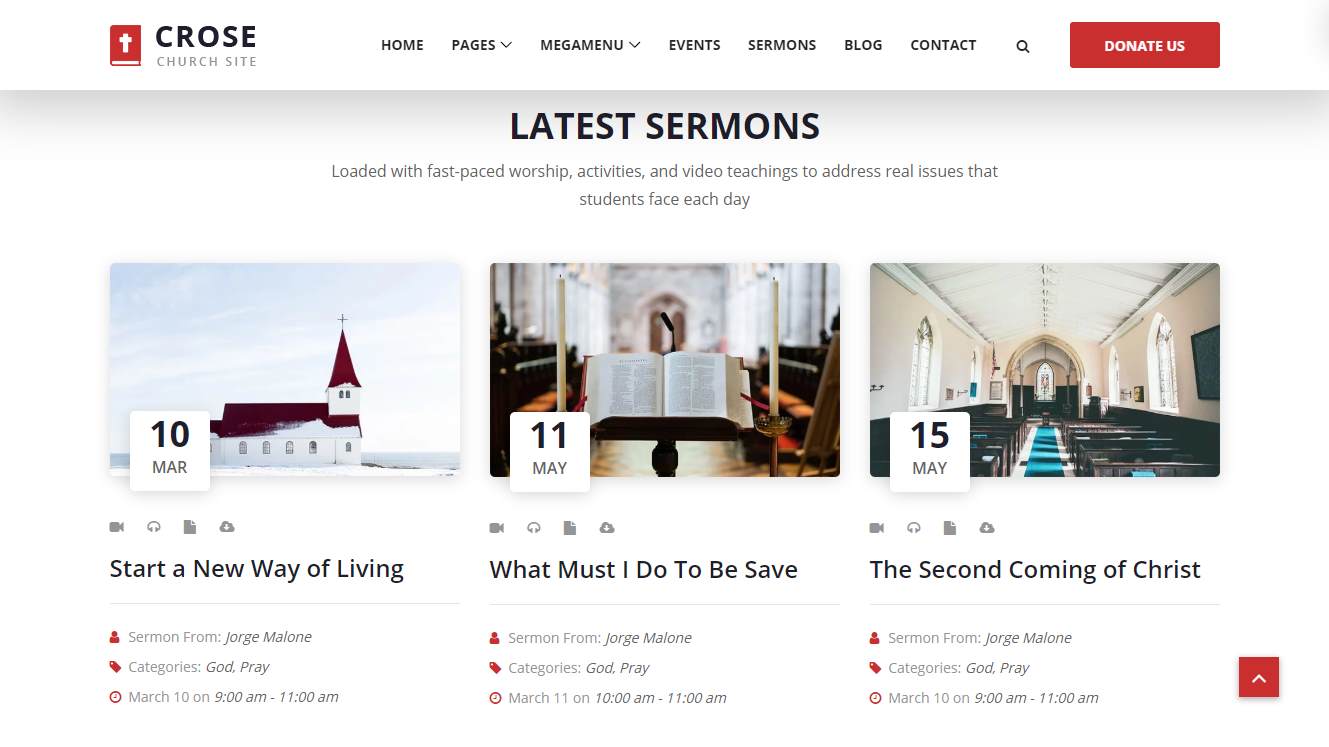 CROSE
CHURCH SITE
HOME PAGES MEGAMENU EVENTS SERMONS BLOG CONTACT
DONATE US
LATEST SERMONS
Loaded with fast-paced worship, activities, and video teachings to address real issues that
students face each day
10
MAR
11
MAY
15
MAY
Start a New Way of Living
Sermon From: Jorge Malone
Categories: God, Pray
March 10 on 9:00 am - 11:00 am
What Must I Do To Be Save
Sermon From: Jorge Malone
Categories: God, Pray
March 11 on 10:00 am - 11:00 am
The Second Coming of Christ
Sermon From: Jorge Malone
Categories: God, Pray
March 10 on 9:00 am - 11:00 am